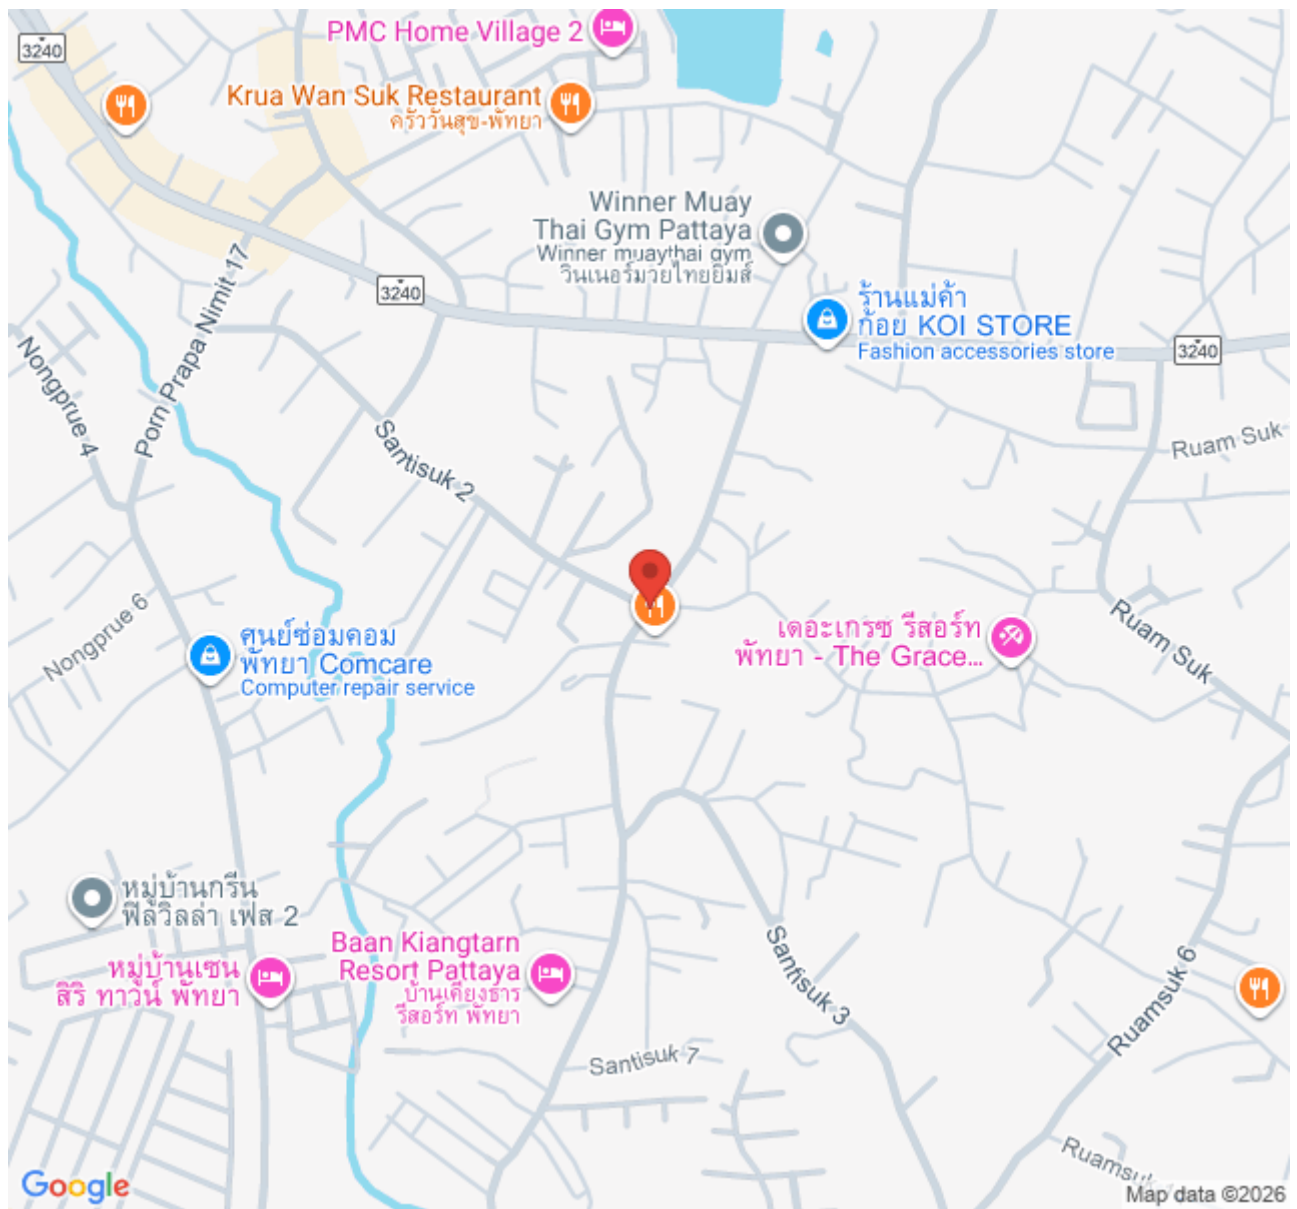 PMC Home Village 2
3240
Krua Wan Suk Restaurant
ครัววันสุข-พัทยา
Winner Muay
Thai Gym Pattaya
Winner muaythai gym
วินเนอร์มวยไทยยิมส์
Porn Prapa Nimit 17
3240
ร้านแม่ค้า
ก้อย KOI STORE
Fashion accessories store
3240
Nongprue 4
Santisuk 2
Ruam Suk
Nongprue 6
ศูนย์ซ่อมคอม
พัทยา Comcare
Computer repair service
เดอะเกรซ รีสอร์ท
พัทยา - The Grace...
Ruam Suk
หมู่บ้านกรีน
ฟิลวิลล่า เฟส 2
หมู่บ้านเซน
สิริ ทาวน์ พัทยา
Baan Kiangtarn
Resort Pattaya
บ้านเคียงธาร
รีสอร์ท พัทยา
Santisuk 3
Ruamsuk 6
Santisuk 7
Ruamsuk
Google
Map data ©2026